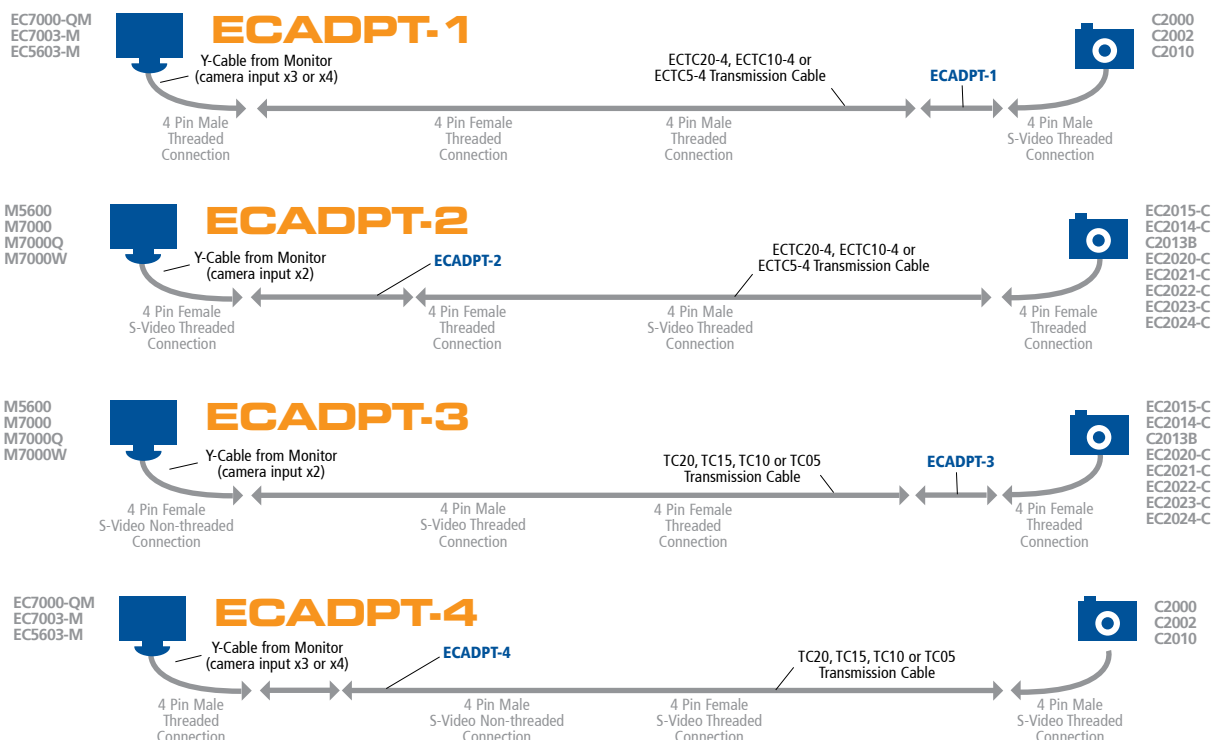 EC7000-QM
EC7003-M
EC5603-M
ECADPT-1
Y-Cable from Monitor
(camera input x3 or x4)
ECTC20-4, ECTC10-4 or
ECTC5-4 Transmission Cable
ECADPT-1
C2000
C2002
C2010
4 Pin Male
Threaded
Connection
4 Pin Female
Threaded
Connection
4 Pin Male
Threaded
Connection
4 Pin Male
S-Video Threaded
Connection
M5600
M7000
M7000Q
M7000W
ECADPT-2
Y-Cable from Monitor
(camera input x2)
ECADPT-2
ECTC20-4, ECTC10-4 or
ECTC5-4 Transmission Cable
EC2015-C
EC2014-C
C2013B
EC2020-C
EC2021-C
EC2022-C
EC2023-C
EC2024-C
4 Pin Female
S-Video Threaded
Connection
4 Pin Female
Threaded
Connection
4 Pin Male
S-Video Threaded
Connection
4 Pin Female
Threaded
Connection
M5600
M7000
M7000Q
M7000W
ECADPT-3
Y-Cable from Monitor
(camera input x2)
TC20, TC15, TC10 or TC05
Transmission Cable
ECADPT-3
EC2015-C
EC2014-C
C2013B
EC2020-C
EC2021-C
EC2022-C
EC2023-C
EC2024-C
4 Pin Female
S-Video Non-threaded
Connection
4 Pin Male
S-Video Threaded
Connection
4 Pin Female
Threaded
Connection
4 Pin Female
Threaded
Connection
EC7000-QM
EC7003-M
EC5603-M
ECADPT-4
Y-Cable from Monitor
(camera input x3 or x4)
ECADPT-4
TC20, TC15, TC10 or TC05
Transmission Cable
C2000
C2002
C2010
4 Pin Male
Threaded
Connection
4 Pin Male
S-Video Non-threaded
Connection
4 Pin Female
S-Video Threaded
Connection
4 Pin Male
S-Video Threaded
Connection